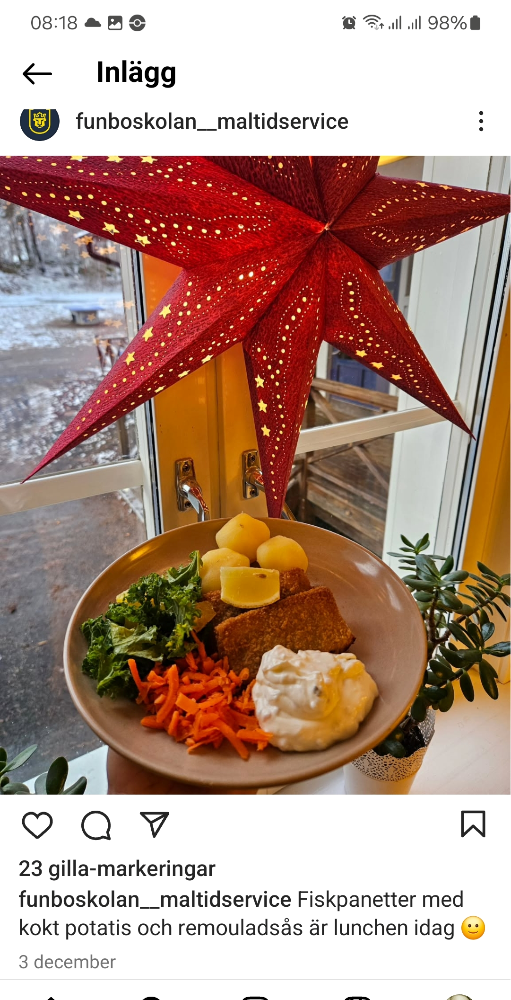 08:18
98%
Inlägg
funboskolan__maltidservice
23 gilla-markeringar
funboskolan__maltidservice Fiskpanetter med
kokt potatis och remouladsås är lunchen idag 🙂
3 december